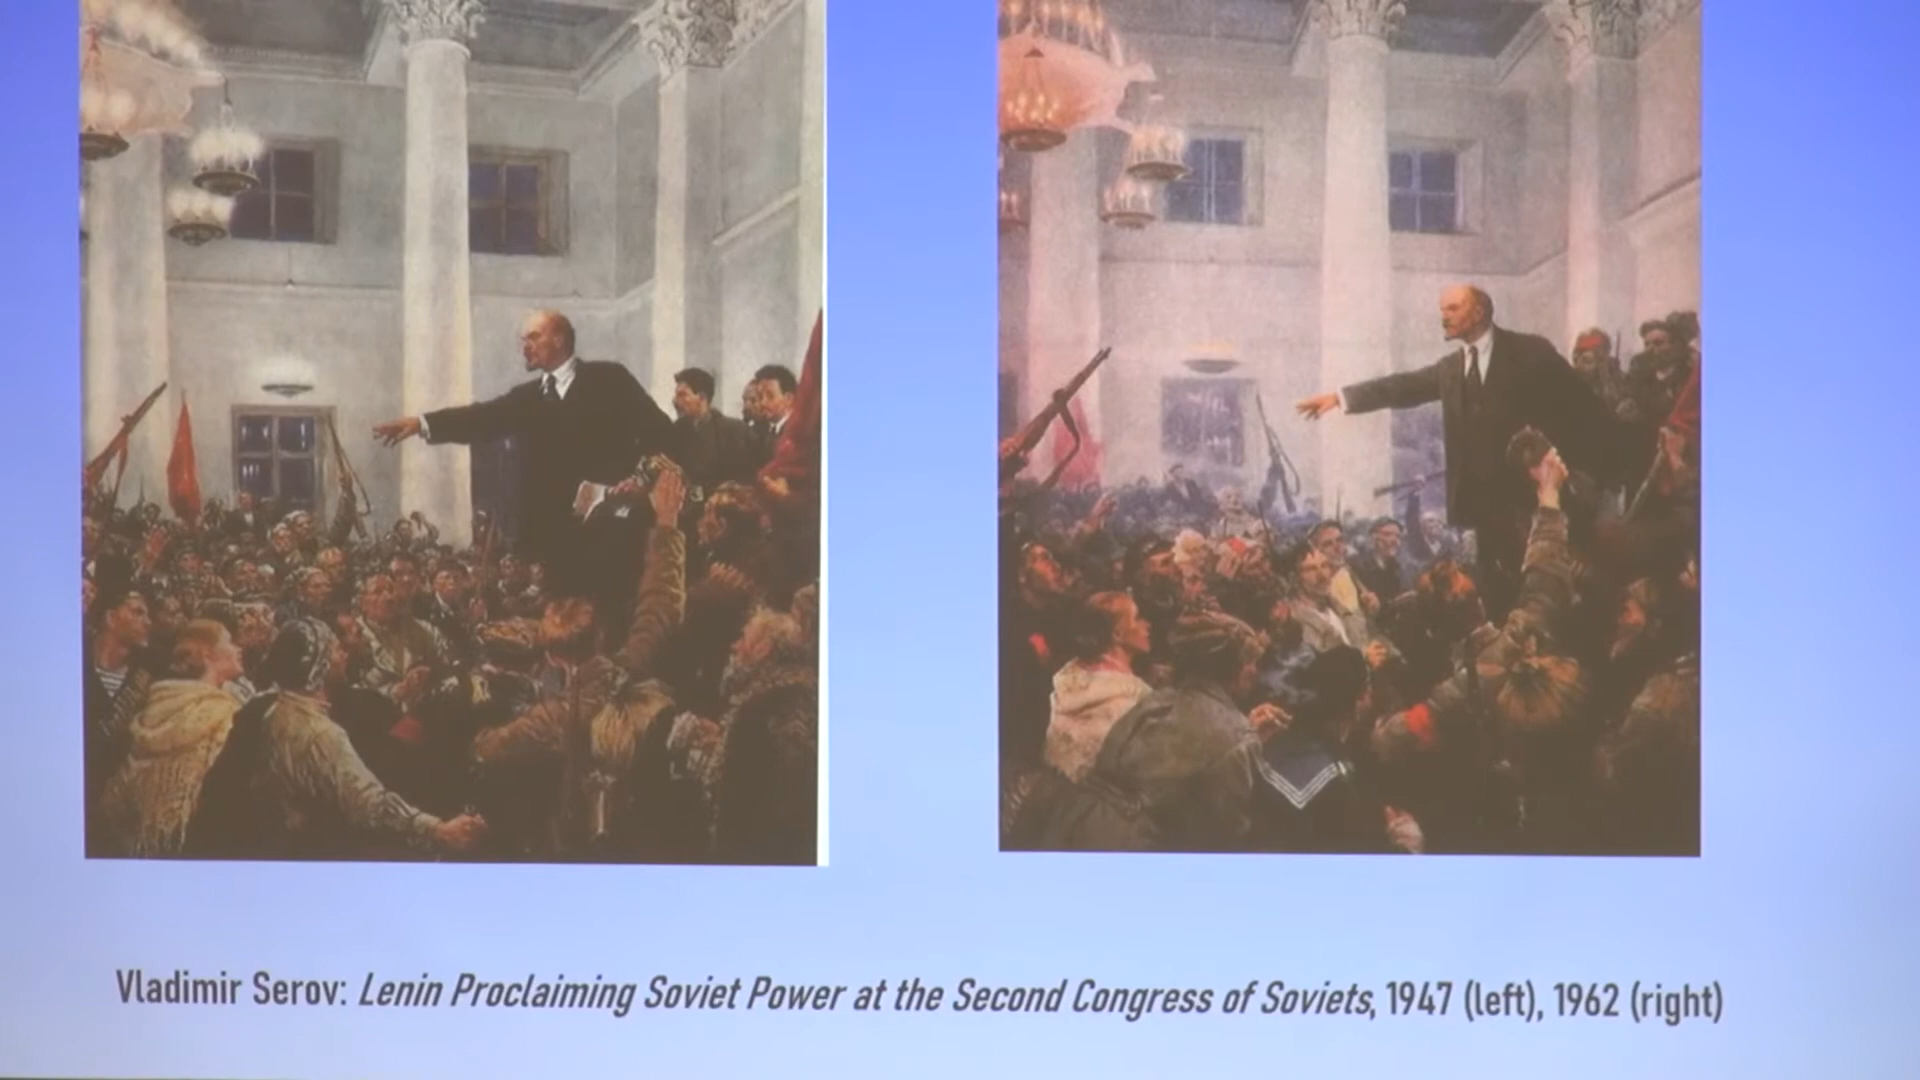 Vladimir Serov: Lenin Proclaiming Soviet Power at the Second Congress of Soviets, 1947 (left), 1962 (right)